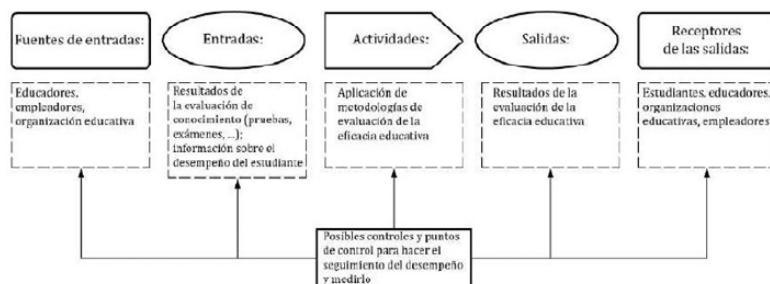 Fuentes de entradas:
Entradas:
Actividades:
Salidas:
Receptores
de las salidas:
Educadores,
empleadores,
organización educativa
Resultados de
la evaluación de
conocimiento (pruebas,
exámenes, ...);
información sobre el
desempeño del estudiante
Aplicación de
metodologías de
evaluación de la
eficacia educativa
Resultados de la
evaluación de la
eficacia educativa
Estudiantes, educadores,
organizaciones
educativas, empleadores
Posibles controles y puntos
de control para hacer el
seguimiento del desempeño
y medirlo